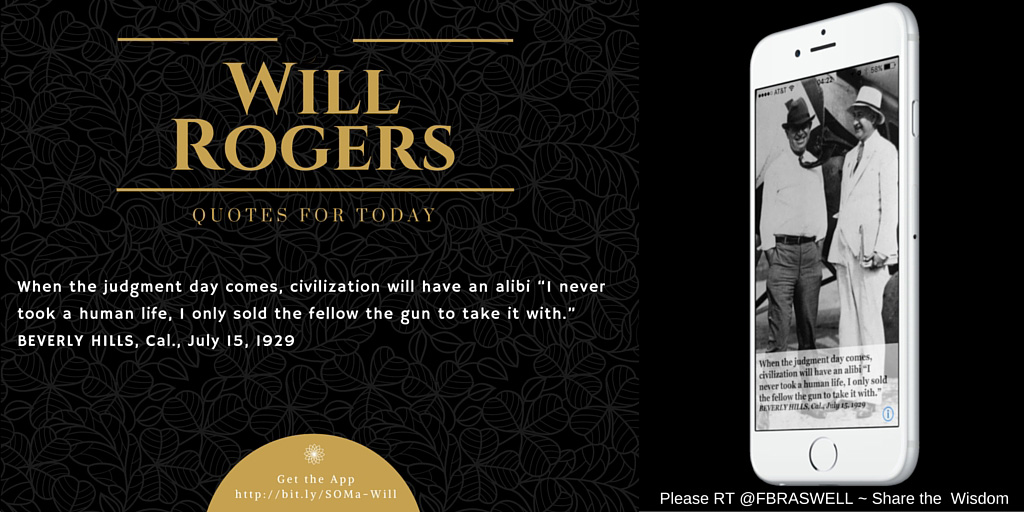 WILL
ROGERS
QUOTES FOR TODAY
When the judgment day comes, civilization will have an alibi “I never
took a human life, I only sold the fellow the gun to take it with.”
BEVERLY HILLS, Cal., July 15, 1929
Get the App
http://bit.ly/SOMa-Will
AT&T 04:22 58%
When the judgment day comes,
civilization will have an alibi “I
never took a human life, I only sold
the fellow the gun to take it with.”
BEVERLY HILLS, Cal., July 15, 1929
Please RT @FBRASWELL ~ Share the Wisdom